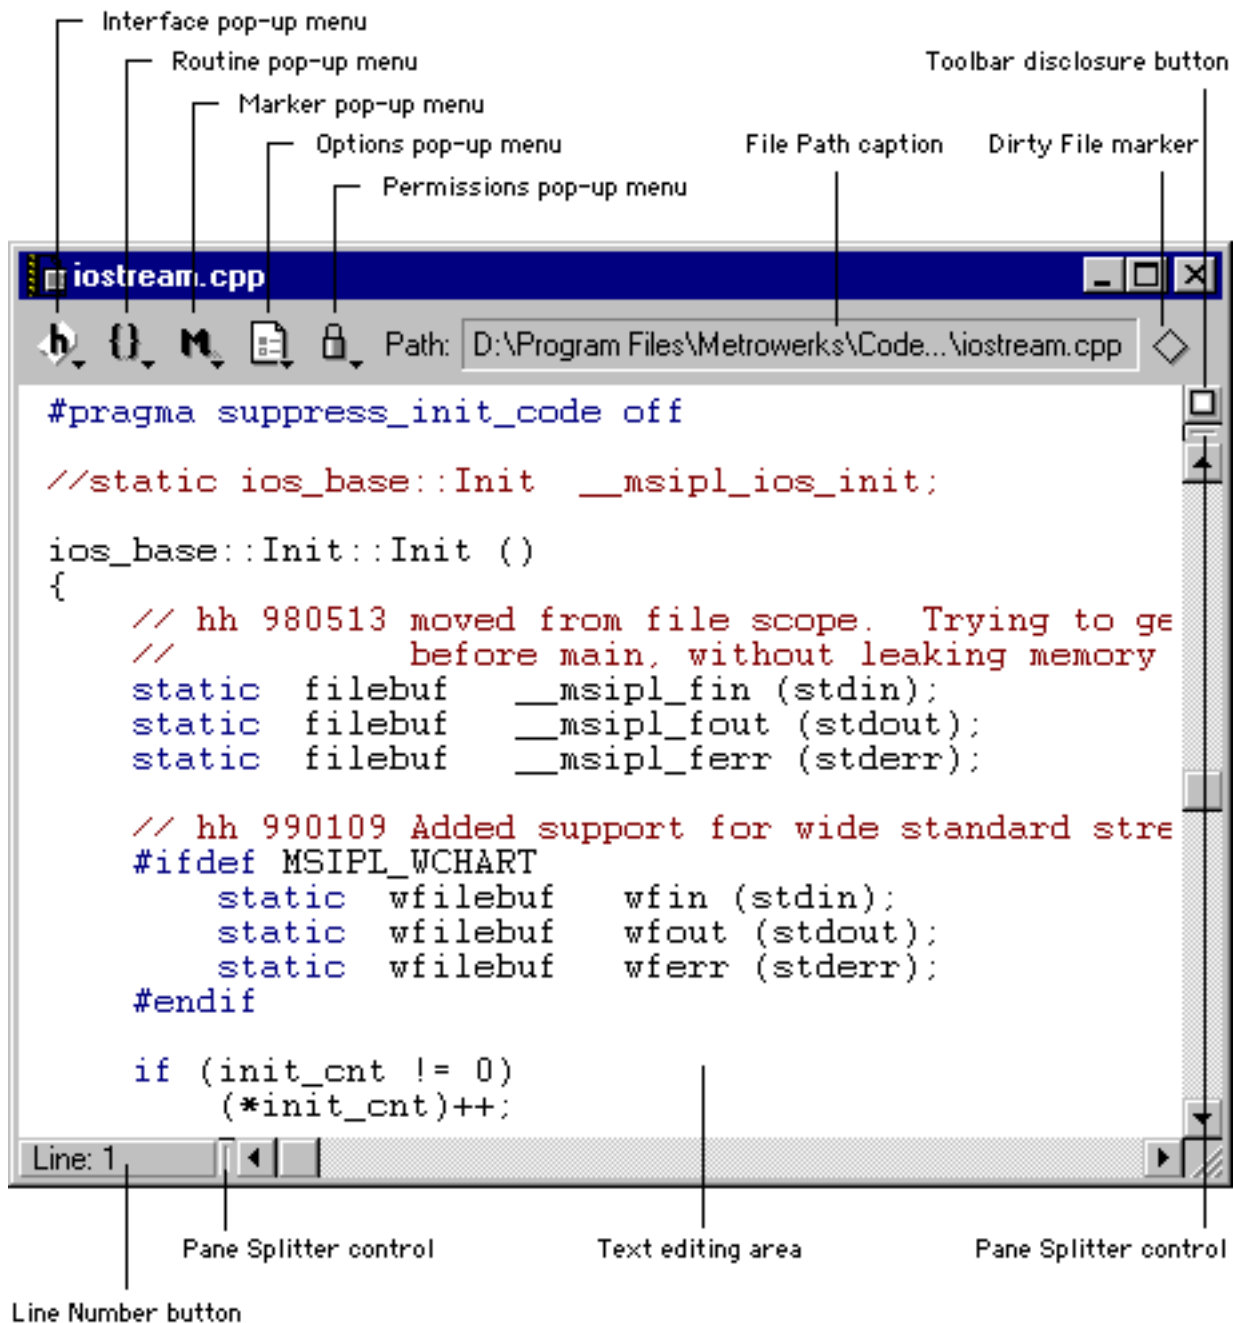 Interface pop-up menu
Routine pop-up menu
Toolbar disclosure button
Marker pop-up menu
Options pop-up menu
File Path caption
Dirty File marker
Permissions pop-up menu
iostream.cpp
h {} M Path: D:\Program Files\Metrowerks\Code...\iostream.cpp
#pragma suppress_init_code off
//static ios_base::Init  __msipl_ios_init;
ios_base::Init::Init ()
{
// hh 980513 moved from file scope.  Trying to ge
//           before main, without leaking memory
static  filebuf   __msipl_fin (stdin);
static  filebuf   __msipl_fout (stdout);
static  filebuf   __msipl_ferr (stderr);
// hh 990109 Added support for wide standard stre
#ifdef MSIPL_WCHART
static  wfilebuf   wfin (stdin);
static  wfilebuf   wfout (stdout);
static  wfilebuf   wferr (stderr);
#endif
if (init_cnt != 0)
(*init_cnt)++;
Line: 1
Pane Splitter control
Text editing area
Pane Splitter control
Line Number button